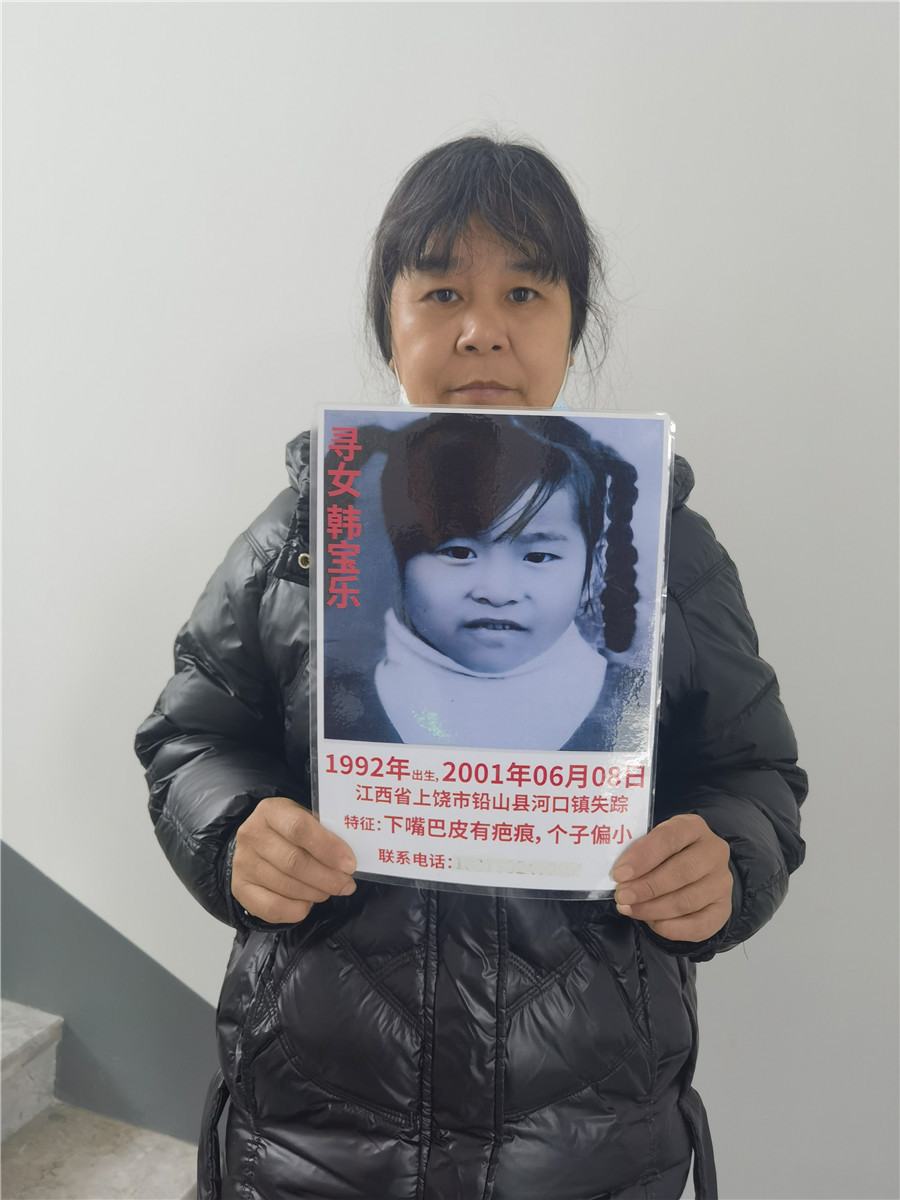 寻女 韩宝乐
1992年出生, 2001年06月08日
江西省上饶市铅山县河口镇失踪
特征: 下嘴巴皮有疤痕, 个子偏小
联系电话: